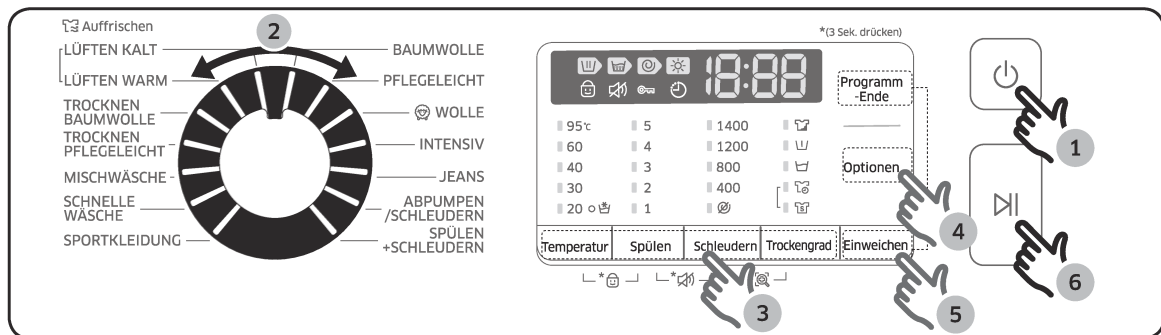 Auffrischen
LÜFTEN KALT
LÜFTEN WARM
TROCKNEN
BAUMWOLLE
TROCKNEN
PFLEGELEICHT
MISCHWÄSCHE
SCHNELLE
WÄSCHE
SPORTKLEIDUNG
2
BAUMWOLLE
PFLEGELEICHT
WOLLE
INTENSIV
JEANS
ABPUMPEN
/SCHLEUDERN
SPÜLEN
+SCHLEUDERN
*(3 Sek. drücken)
18:88
Programm
-Ende
95℃ 5 1400
60 4 1200
40 3 800
30 2 400
20 1
Optionen
Temperatur Spülen Schleudern Trockengrad Einweichen
* *
3
4
5
1
6